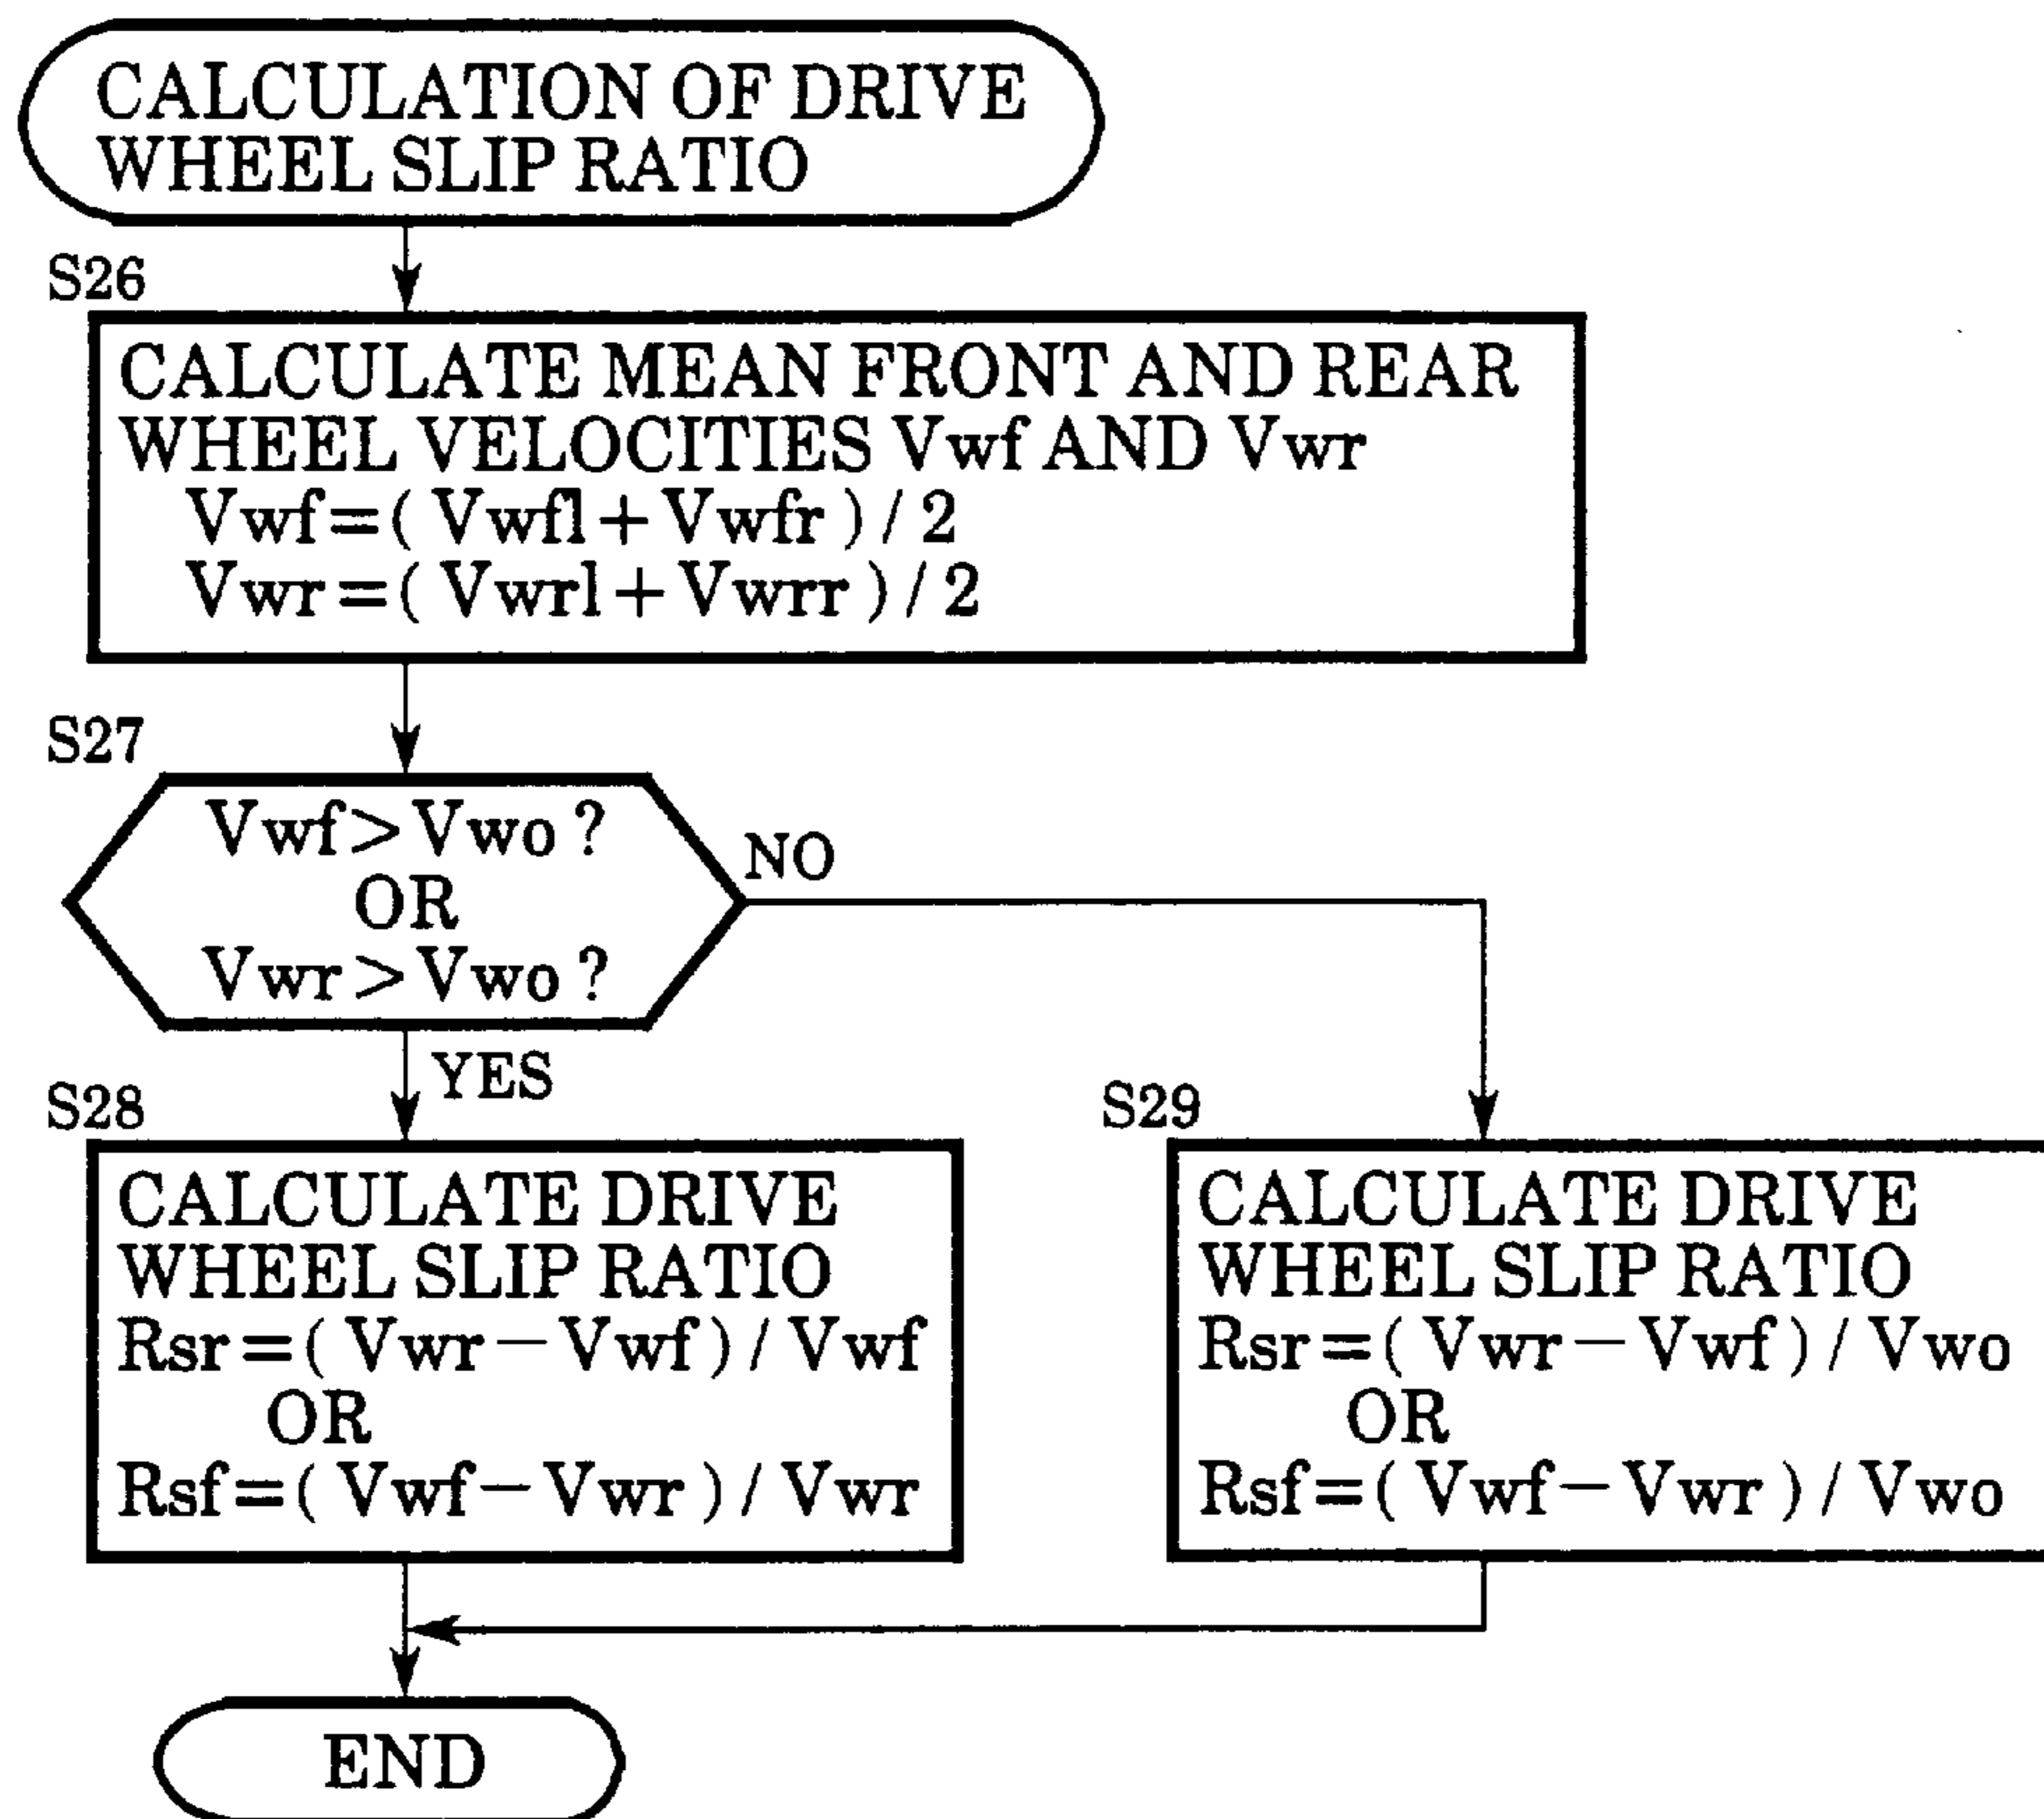 CALCULATION OF DRIVE
WHEEL SLIP RATIO
S26
CALCULATE MEAN FRONT AND REAR
WHEEL VELOCITIES Vwf AND Vwr
Vwf=(Vwfl+Vwfr)/2
Vwr=(Vwrl+Vwrr)/2
S27
Vwf>Vwo?
OR
Vwr>Vwo?
NO
YES
S28
CALCULATE DRIVE
WHEEL SLIP RATIO
Rsr=(Vwr−Vwf)/Vwf
OR
Rsf=(Vwf−Vwr)/Vwr
S29
CALCULATE DRIVE
WHEEL SLIP RATIO
Rsr=(Vwr−Vwf)/Vwo
OR
Rsf=(Vwf−Vwr)/Vwo
END